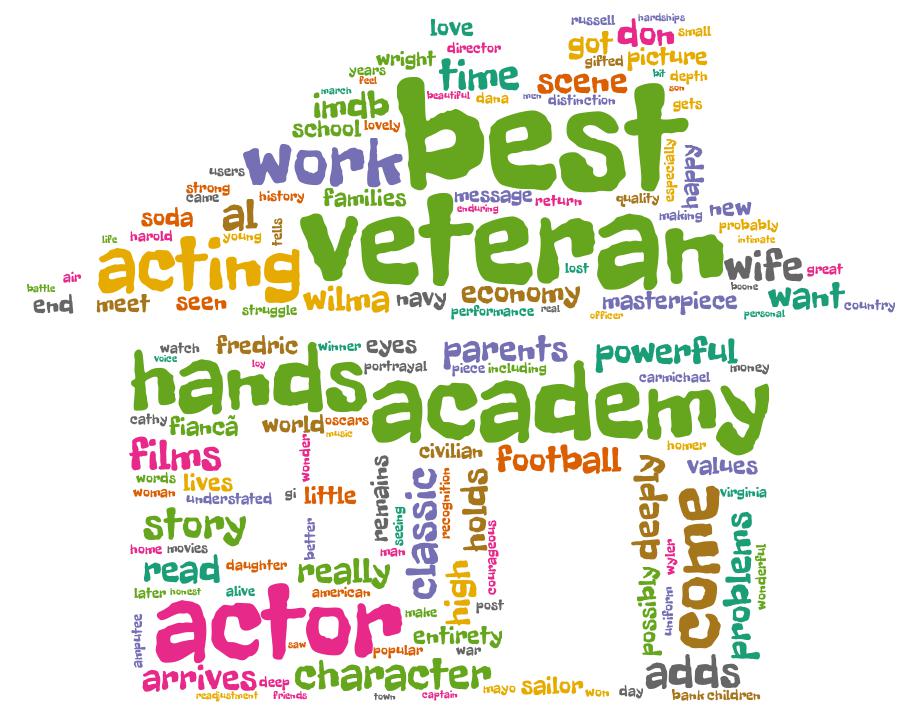 love
russell
hardships
don
small
director
got
wright
gifted
picture
years
feel
time
scene
bit
depth
son
march
beautiful
dana
men
distinction
gets
imdb
school
lovely
best
work
users
especially
happy
strong
came
history
families
message
return
quality
enduring
making
new
soda
al
tells
veteran
probably
life
harold
young
intimate
acting
lost
wife
great
air
battle
boone
end
meet
seen
struggle
wilma
navy
economy
performance
real
officer
masterpiece
want
personal
country
watch
voice
fredric
winner
eyes
parents
powerful
hands
loy
portrayal
piece
including
money
carmichael
academy
cathy
fiancã
world
oscars
music
films
wonder
civilian
football
homer
values
words
lives
woman
understated
gi
little
remains
seeing
classic
recognition
holds
deeply
come
virginia
story
better
home
movies
man
courageous
wyler
problems
wonderful
read
daughter
really
high
possibly
uniform
later
honest
alive
american
post
amputee
actor
make
saw
popular
entirety
war
arrives
deep
character
adds
readjustment
friends
town
captain
mayo
sailor
won
day
bank
children